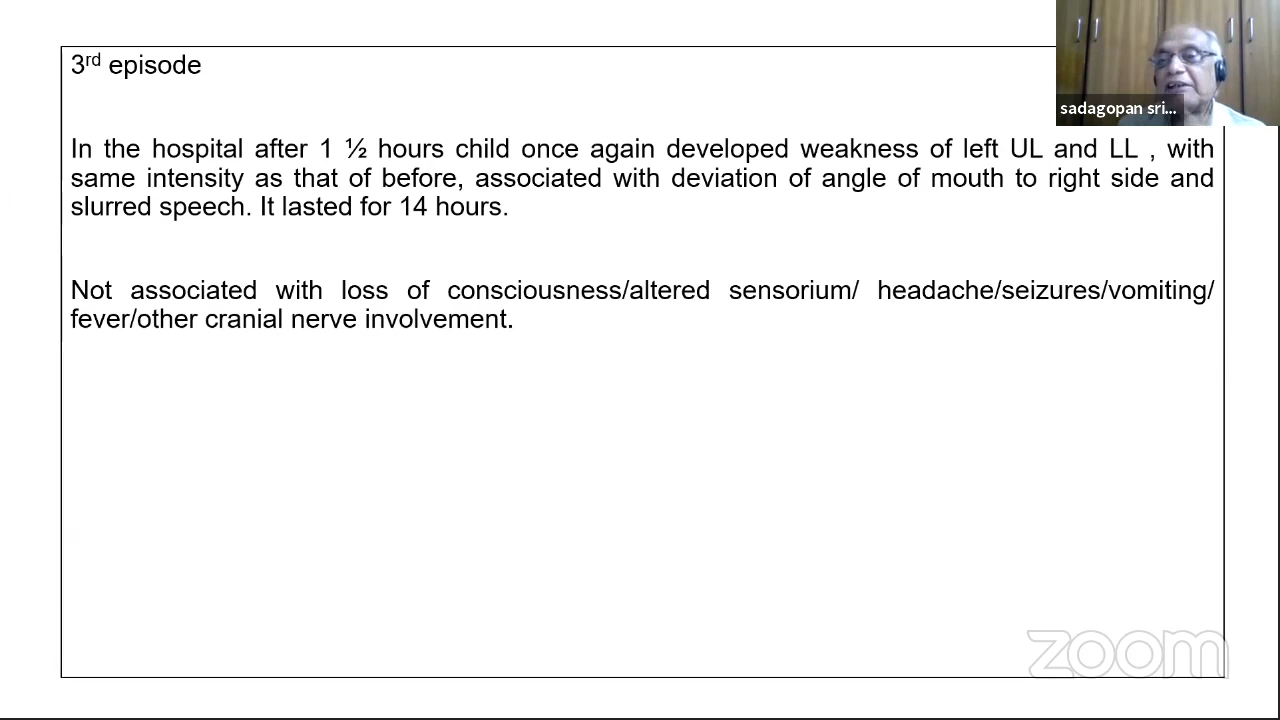 3rd episode
sadagopan sri...
In the hospital after 1 ½ hours child once again developed weakness of left UL and LL , with
same intensity as that of before, associated with deviation of angle of mouth to right side and
slurred speech. It lasted for 14 hours.
Not associated with loss of consciousness/altered sensorium/ headache/seizures/vomiting/
fever/other cranial nerve involvement.
zoom